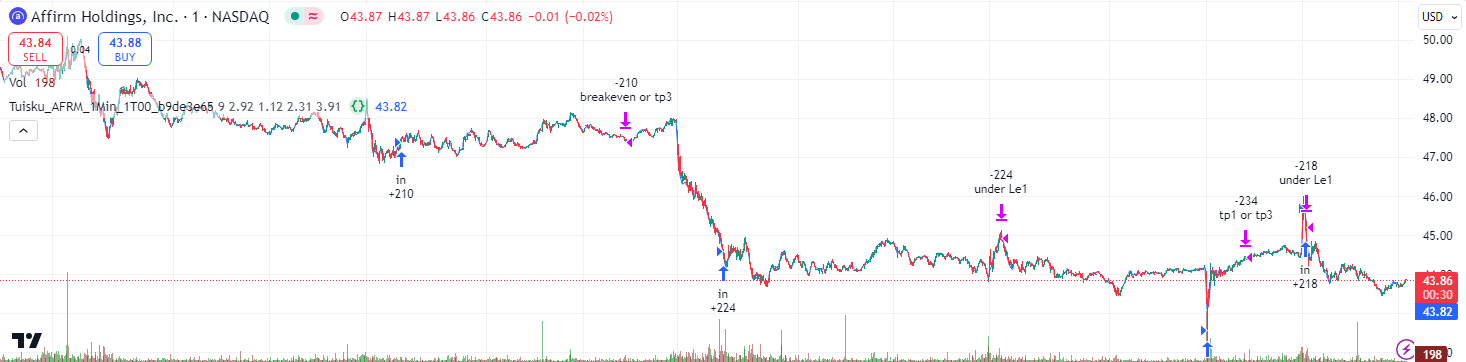 Affirm Holdings, Inc. · 1 · NASDAQ
O43.87 H43.87 L43.86 C43.86 −0.01 (−0.02%)
USD
43.84
SELL
0.04
43.88
BUY
Vol 198
Tuisku_AFRM_1Min_1T00_b9de3e65 9 2.92 1.12 2.31 3.91 {} 43.82
50.00
49.00
48.00
47.00
46.00
45.00
43.86
00:30
43.82
198
in
+210
-210
breakeven or tp3
in
+224
-224
under Le1
-234
tp1 or tp3
-218
under Le1
in
+218